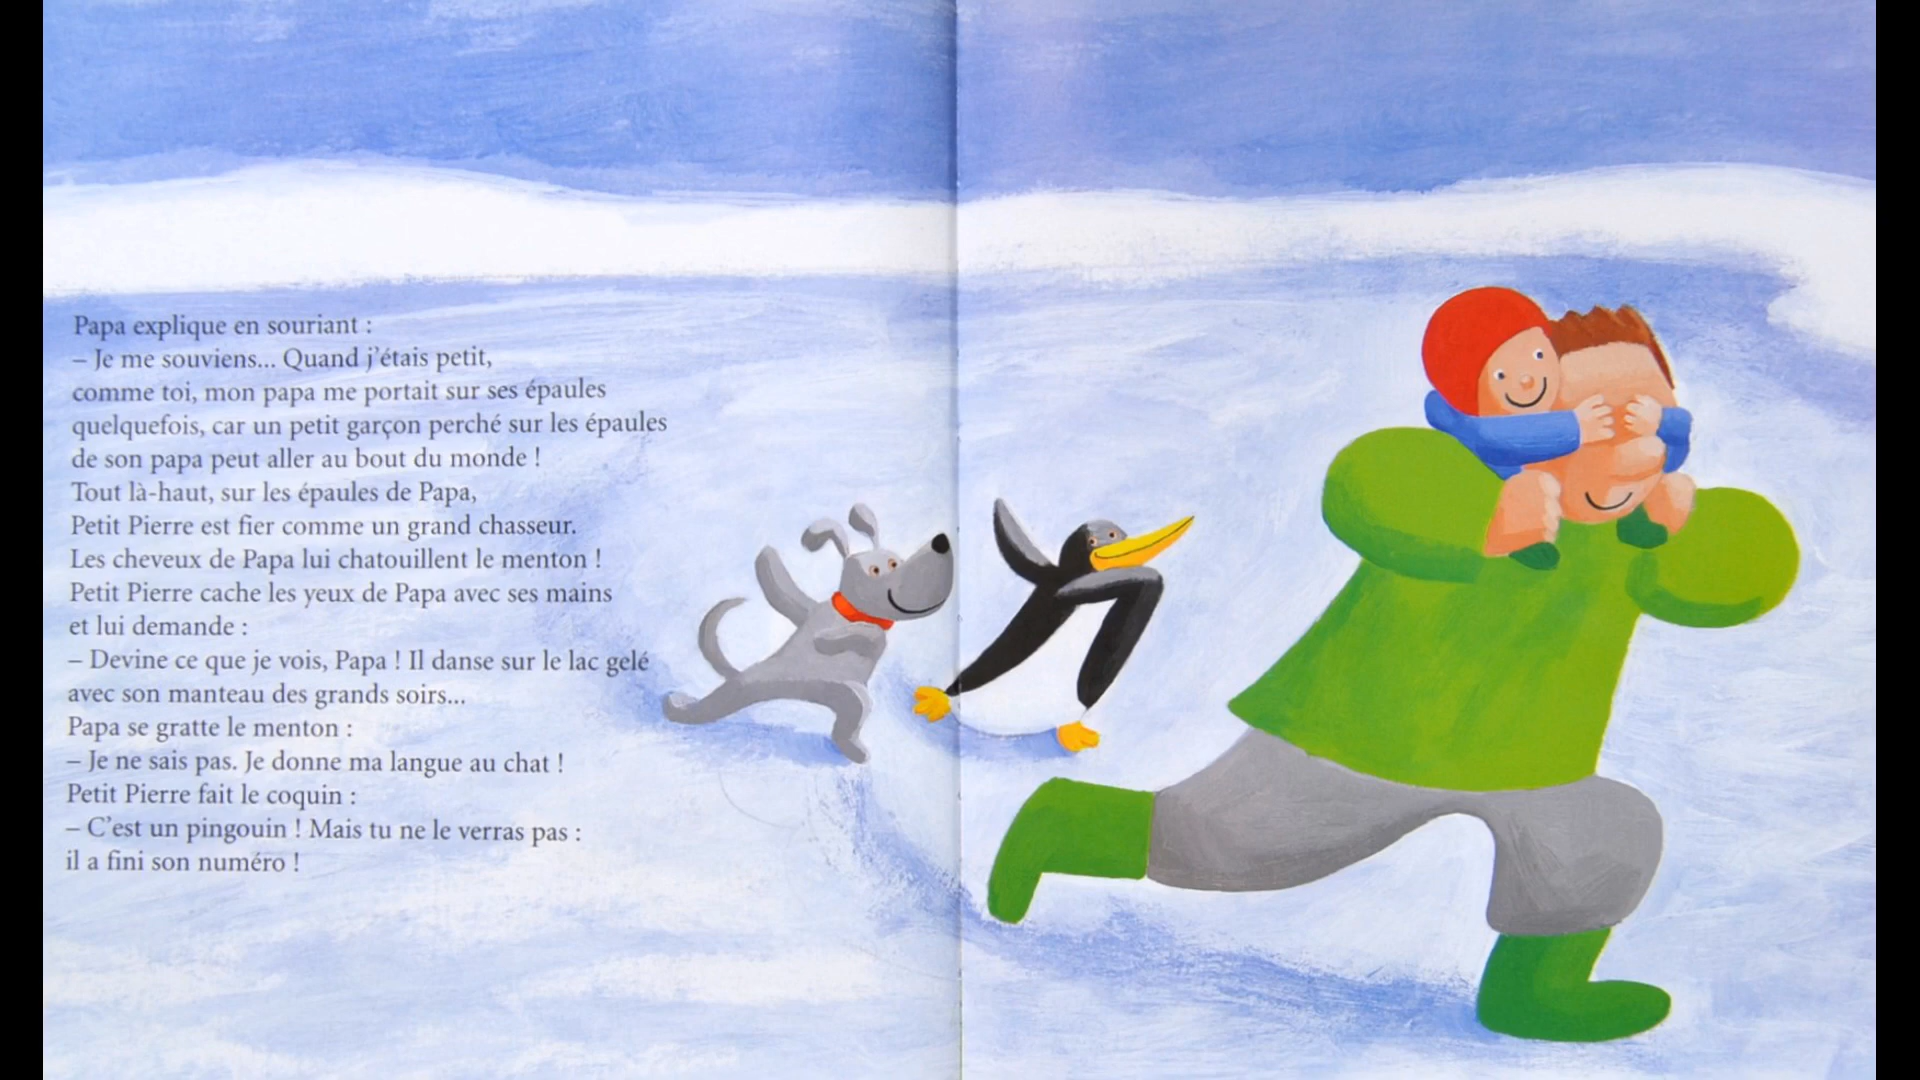 Papa explique en souriant :
– Je me souviens... Quand j'étais petit,
comme toi, mon papa me portait sur ses épaules
quelquefois, car un petit garçon perché sur les épaules
de son papa peut aller au bout du monde !
Tout là-haut, sur les épaules de Papa,
Petit Pierre est fier comme un grand chasseur.
Les cheveux de Papa lui chatouillent le menton !
Petit Pierre cache les yeux de Papa avec ses mains
et lui demande :
– Devine ce que je vois, Papa ! Il danse sur le lac gelé
avec son manteau des grands soirs...
Papa se gratte le menton :
– Je ne sais pas. Je donne ma langue au chat !
Petit Pierre fait le coquin :
– C'est un pingouin ! Mais tu ne le verras pas :
il a fini son numéro !